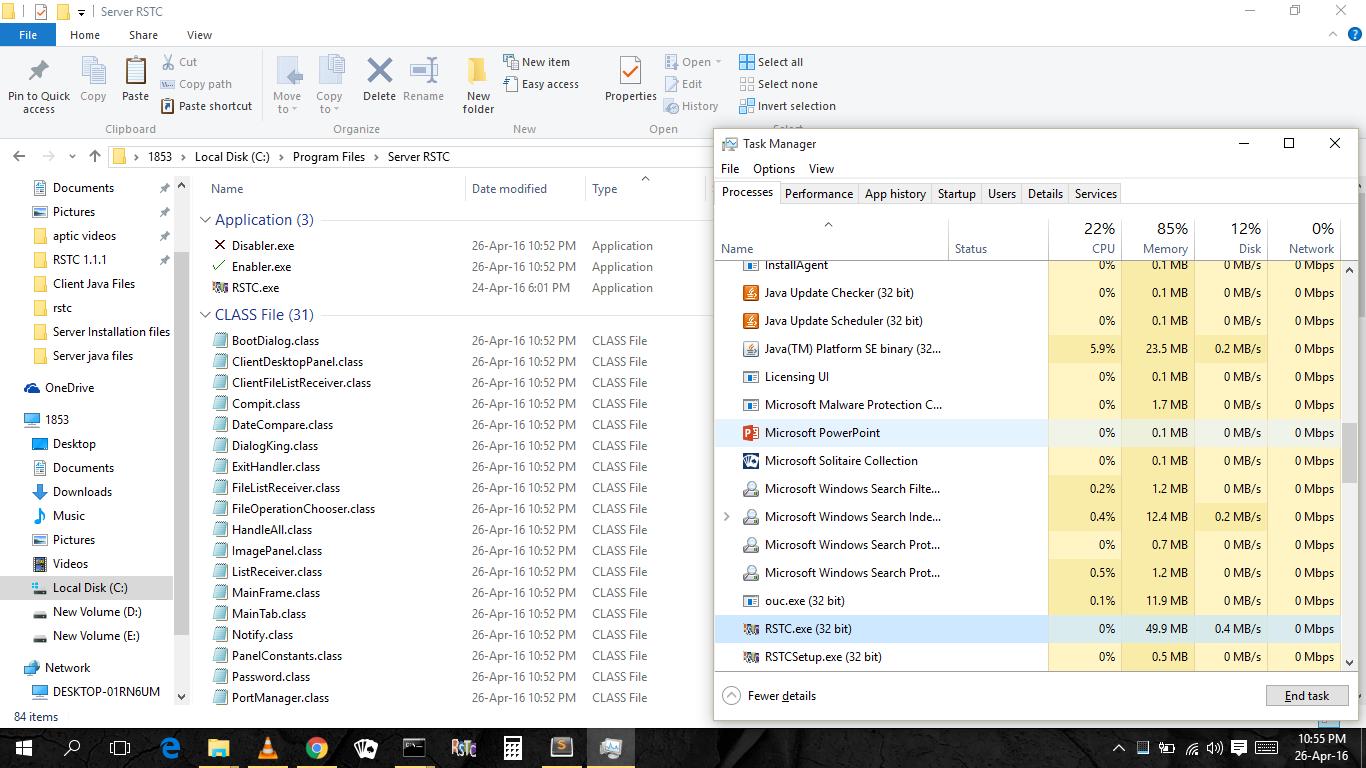 Server RSTC
File Home Share View
Pin to Quick access
Copy
Paste
Cut
Copy path
Paste shortcut
Clipboard
Move to
Copy to
Delete
Rename
Organize
New folder
New item
Easy access
New
Properties
Open
Edit
History
Open
Select all
Select none
Invert selection
Select
1853 Local Disk (C:) Program Files Server RSTC
Documents
Pictures
aptic videos
RSTC 1.1.1
Client Java Files
rstc
Server Installation files
Server java files
OneDrive
1853
Desktop
Documents
Downloads
Music
Pictures
Videos
Local Disk (C:)
New Volume (D:)
New Volume (E:)
Network
DESKTOP-01RN6UM
84 items
Name Date modified Type
Application (3)
Disabler.exe 26-Apr-16 10:52 PM Application
Enabler.exe 26-Apr-16 10:52 PM Application
RSTC.exe 24-Apr-16 6:01 PM Application
CLASS File (31)
BootDialog.class 26-Apr-16 10:52 PM CLASS File
ClientDesktopPanel.class 26-Apr-16 10:52 PM CLASS File
ClientFileListReceiver.class 26-Apr-16 10:52 PM CLASS File
Compit.class 26-Apr-16 10:52 PM CLASS File
DateCompare.class 26-Apr-16 10:52 PM CLASS File
DialogKing.class 26-Apr-16 10:52 PM CLASS File
ExitHandler.class 26-Apr-16 10:52 PM CLASS File
FileListReceiver.class 26-Apr-16 10:52 PM CLASS File
FileOperationChooser.class 26-Apr-16 10:52 PM CLASS File
HandleAll.class 26-Apr-16 10:52 PM CLASS File
ImagePanel.class 26-Apr-16 10:52 PM CLASS File
ListReceiver.class 26-Apr-16 10:52 PM CLASS File
MainFrame.class 26-Apr-16 10:52 PM CLASS File
MainTab.class 26-Apr-16 10:52 PM CLASS File
Notify.class 26-Apr-16 10:52 PM CLASS File
PanelConstants.class 26-Apr-16 10:52 PM CLASS File
Password.class 26-Apr-16 10:52 PM CLASS File
PortManager.class 26-Apr-16 10:52 PM CLASS File
Task Manager
File Options View
Processes Performance App history Startup Users Details Services
22% 85% 12% 0%
Name Status CPU Memory Disk Network
InstallAgent 0% 0.1 MB 0 MB/s 0 Mbps
Java Update Checker (32 bit) 0% 0.1 MB 0 MB/s 0 Mbps
Java Update Scheduler (32 bit) 0% 0.1 MB 0 MB/s 0 Mbps
Java(TM) Platform SE binary (32... 5.9% 23.5 MB 0.2 MB/s 0 Mbps
Licensing UI 0% 0.1 MB 0 MB/s 0 Mbps
Microsoft Malware Protection C... 0% 1.7 MB 0 MB/s 0 Mbps
Microsoft PowerPoint 0% 0.1 MB 0 MB/s 0 Mbps
Microsoft Solitaire Collection 0% 0.1 MB 0 MB/s 0 Mbps
Microsoft Windows Search Filte... 0.2% 1.2 MB 0 MB/s 0 Mbps
Microsoft Windows Search Inde... 0.4% 12.4 MB 0.2 MB/s 0 Mbps
Microsoft Windows Search Prot... 0% 0.7 MB 0 MB/s 0 Mbps
Microsoft Windows Search Prot... 0.5% 1.2 MB 0 MB/s 0 Mbps
ouc.exe (32 bit) 0.1% 11.9 MB 0 MB/s 0 Mbps
RSTC.exe (32 bit) 0% 49.9 MB 0.4 MB/s 0 Mbps
RSTCSetup.exe (32 bit) 0% 0.5 MB 0 MB/s 0 Mbps
Fewer details
End task
RSTC
10:55 PM
26-Apr-16